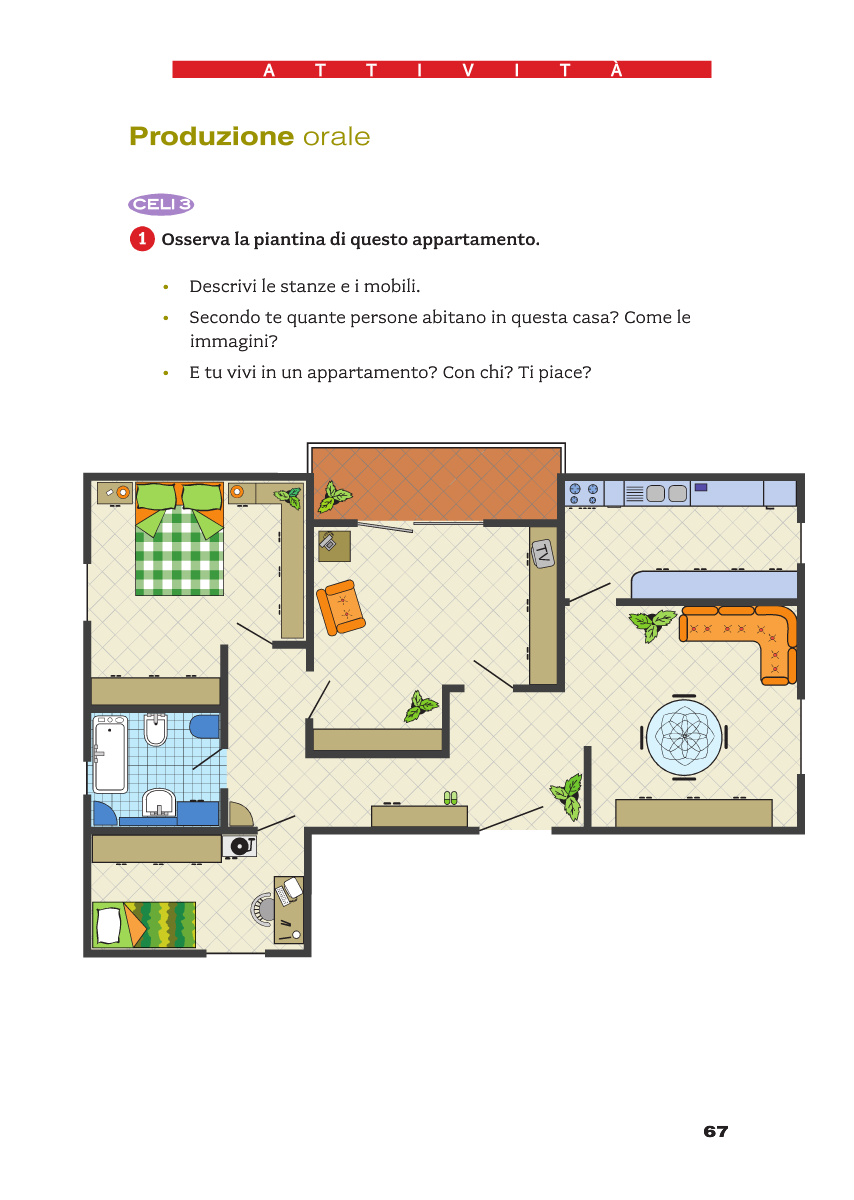 ATTIVITÀ
Produzione orale
CELI 3
1 Osserva la piantina di questo appartamento.
• Descrivi le stanze e i mobili.
• Secondo te quante persone abitano in questa casa? Come le
immagini?
• E tu vivi in un appartamento? Con chi? Ti piace?
TV
67